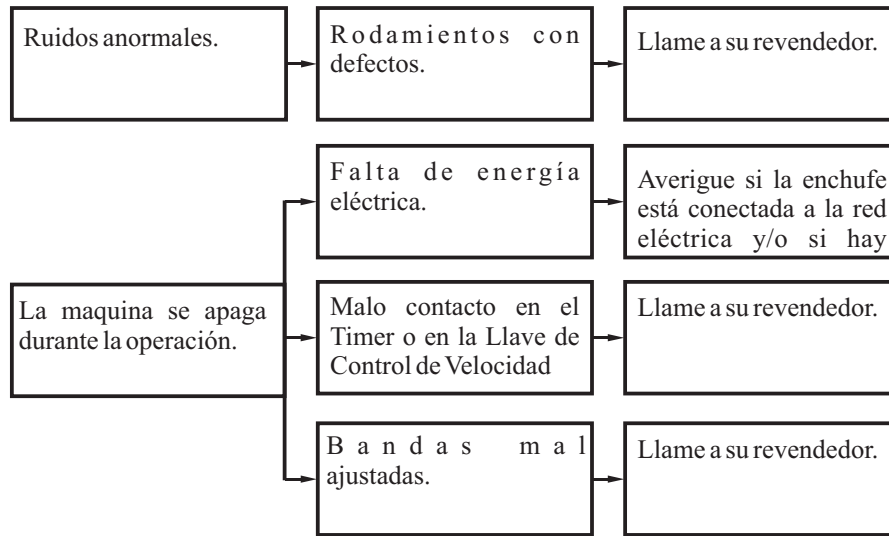 Ruidos anormales.
Rodamientos con
defectos.
Llame a su revendedor.
Falta de energía
eléctrica.
Averigue si la enchufe
está conectada a la red
eléctrica y/o si hay
La maquina se apaga
durante la operación.
Malo contacto en el
Timer o en la Llave de
Control de Velocidad
Llame a su revendedor.
Bandas mal
ajustadas.
Llame a su revendedor.